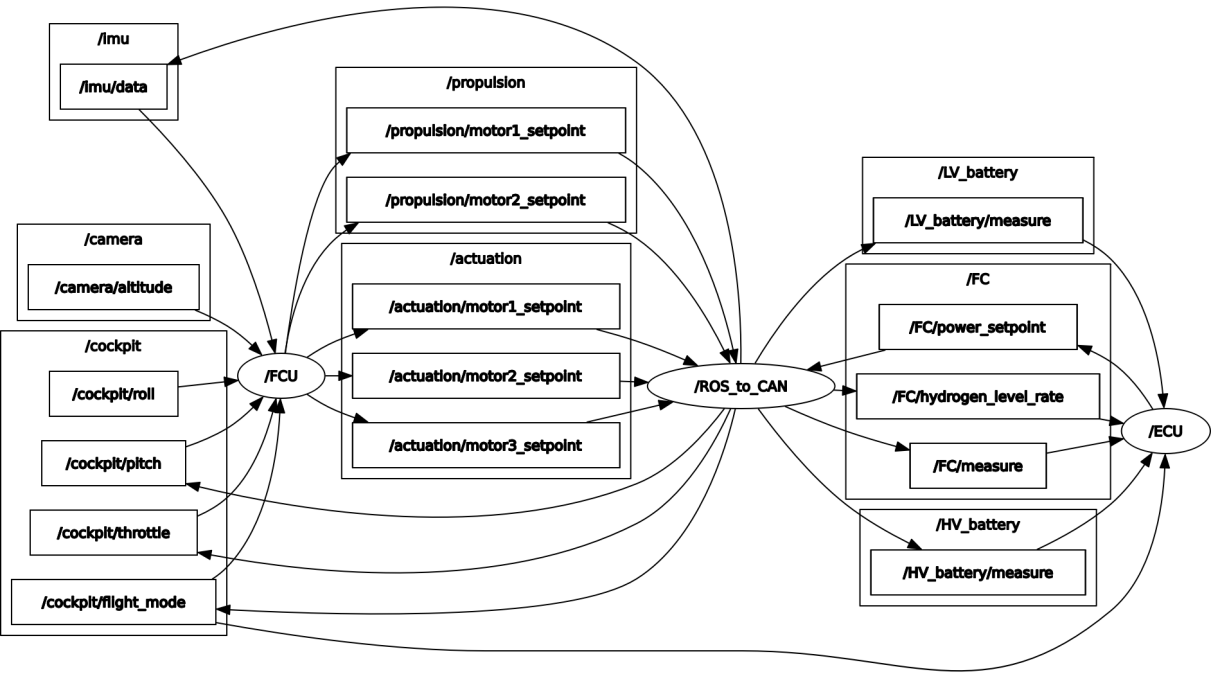 /imu
/imu/data
/propulsion
/propulsion/motor1_setpoint
/propulsion/motor2_setpoint
/camera
/camera/altitude
/cockpit
/cockpit/roll
/cockpit/pitch
/cockpit/throttle
/cockpit/flight_mode
/FCU
/actuation
/actuation/motor1_setpoint
/actuation/motor2_setpoint
/actuation/motor3_setpoint
/ROS_to_CAN
/LV_battery
/LV_battery/measure
/FC
/FC/power_setpoint
/FC/hydrogen_level_rate
/FC/measure
/HV_battery
/HV_battery/measure
/ECU